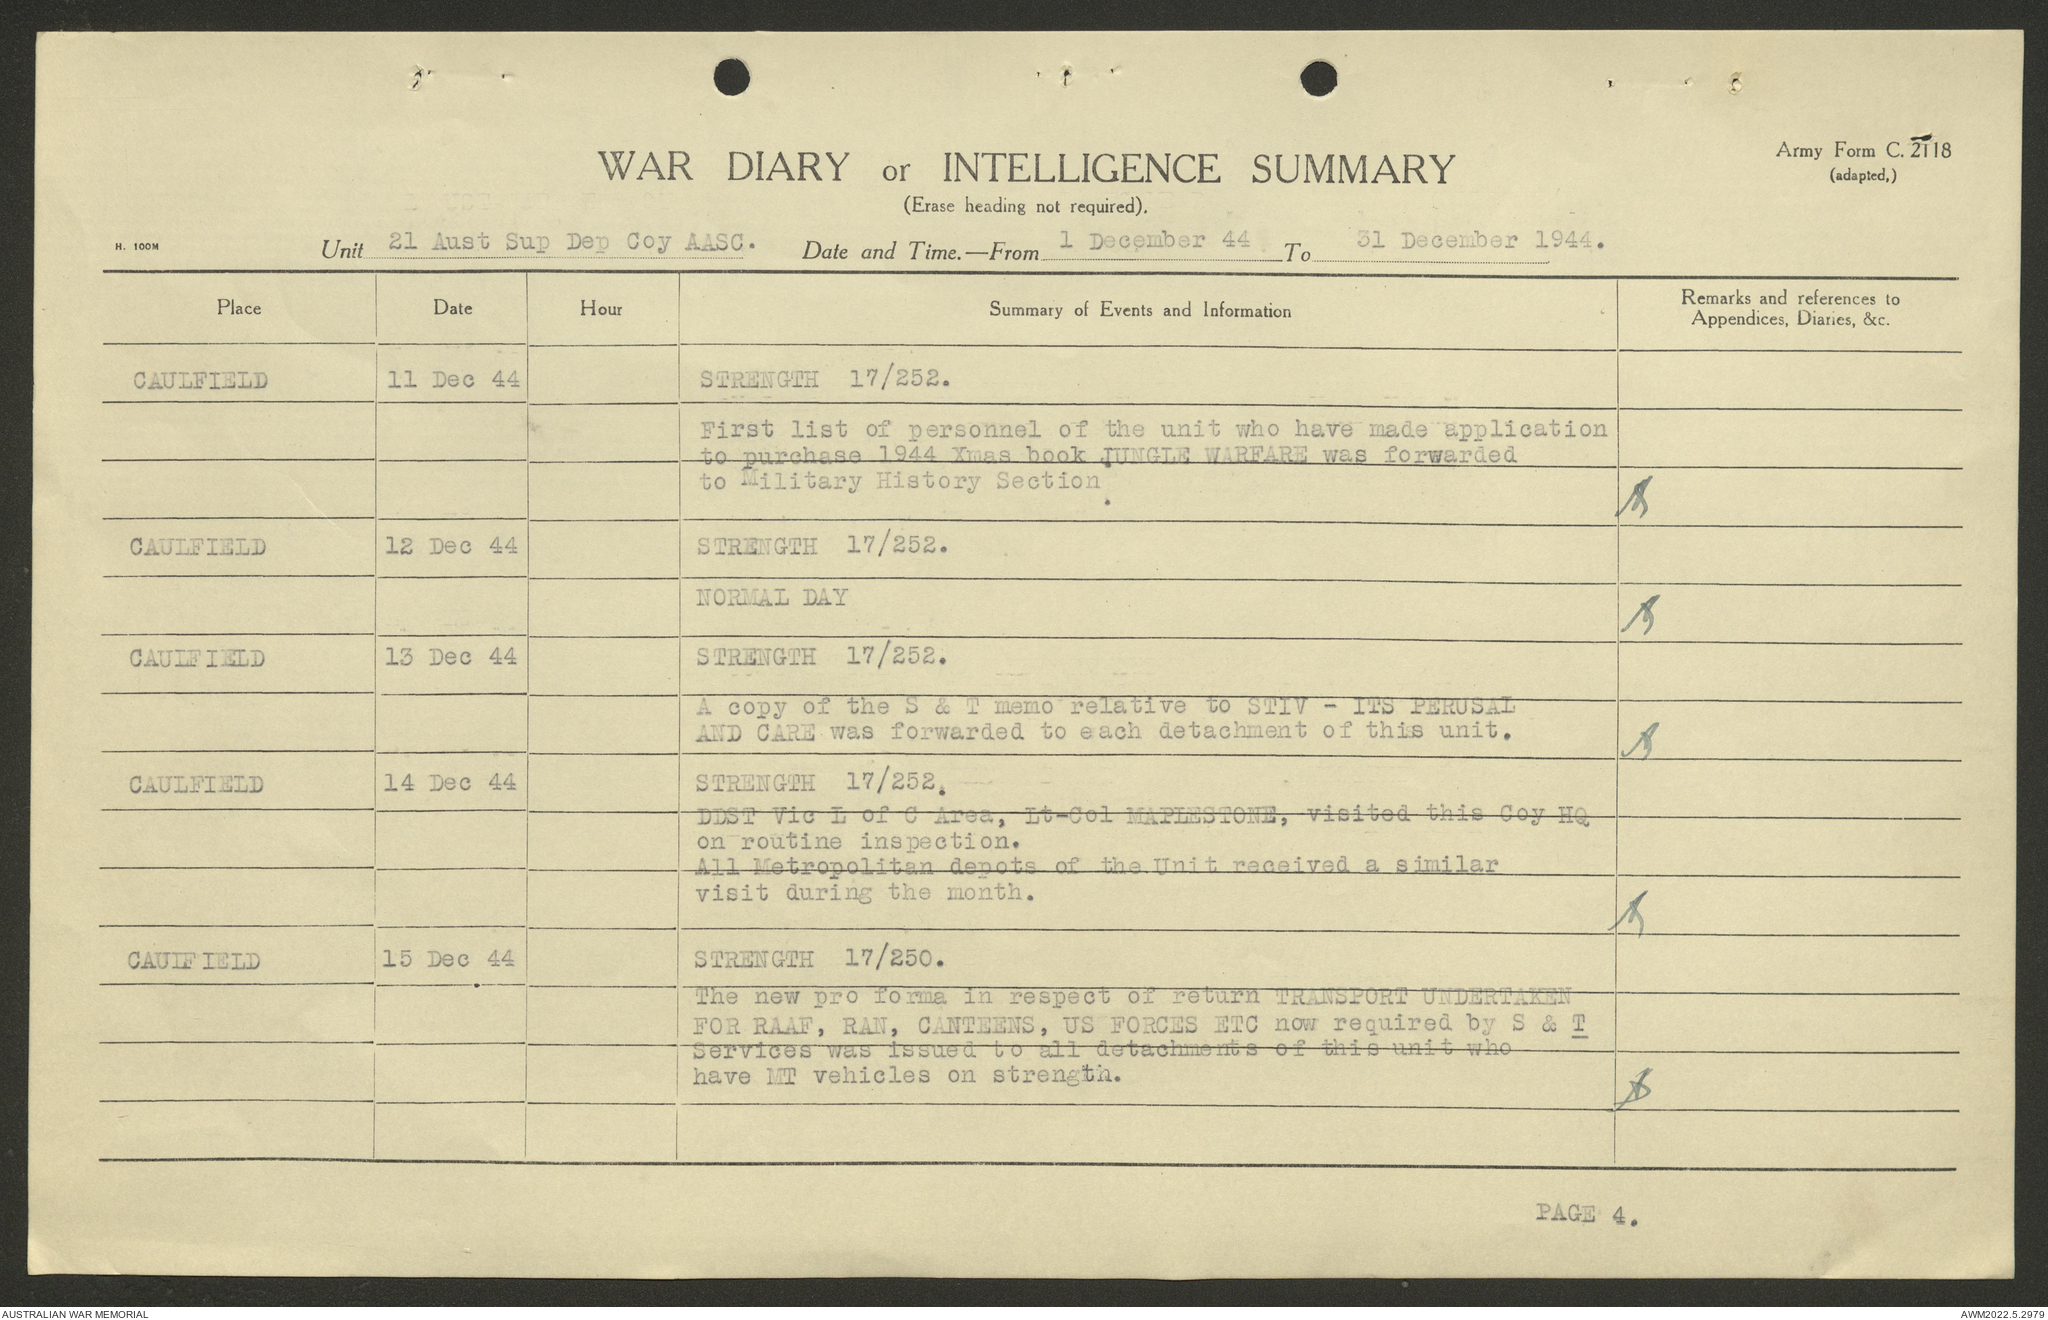 WAR DIARY or INTELLIGENCE SUMMARY
Army Form C. 2118
(adapted,)
(Erase heading not required).
H. 100M
Unit 21 Aust Sup Dep Coy AASC. Date and Time.—From 1 December 44 To 31 December 1944.
Place Date Hour Summary of Events and Information Remarks and references to
Appendices, Diaries, &c.
CAULFIELD 11 Dec 44 STRENGTH 17/252.
First list of personnel of the unit who have made application
to purchase 1944 Xmas book JUNGLE WARFARE was forwarded
to Military History Section.
CAULFIELD 12 Dec 44 STRENGTH 17/252.
NORMAL DAY
CAULFIELD 13 Dec 44 STRENGTH 17/252.
A copy of the S & T memo relative to STIV - ITS PERUSAL
AND CARE was forwarded to each detachment of this unit.
CAULFIELD 14 Dec 44 STRENGTH 17/252.
DDST Vic L of C Area, Lt-Col MAPLESTONE, visited this Coy HQ
on routine inspection.
All Metropolitan depots of the Unit received a similar
visit during the month.
CAULFIELD 15 Dec 44 STRENGTH 17/250.
The new pro forma in respect of return TRANSPORT UNDERTAKEN
FOR RAAF, RAN, CANTEENS, US FORCES ETC now required by S & T
Services was issued to all detachments of this unit who
have MT vehicles on strength.
PAGE 4.
AUSTRALIAN WAR MEMORIAL
AWM2022.5.2979